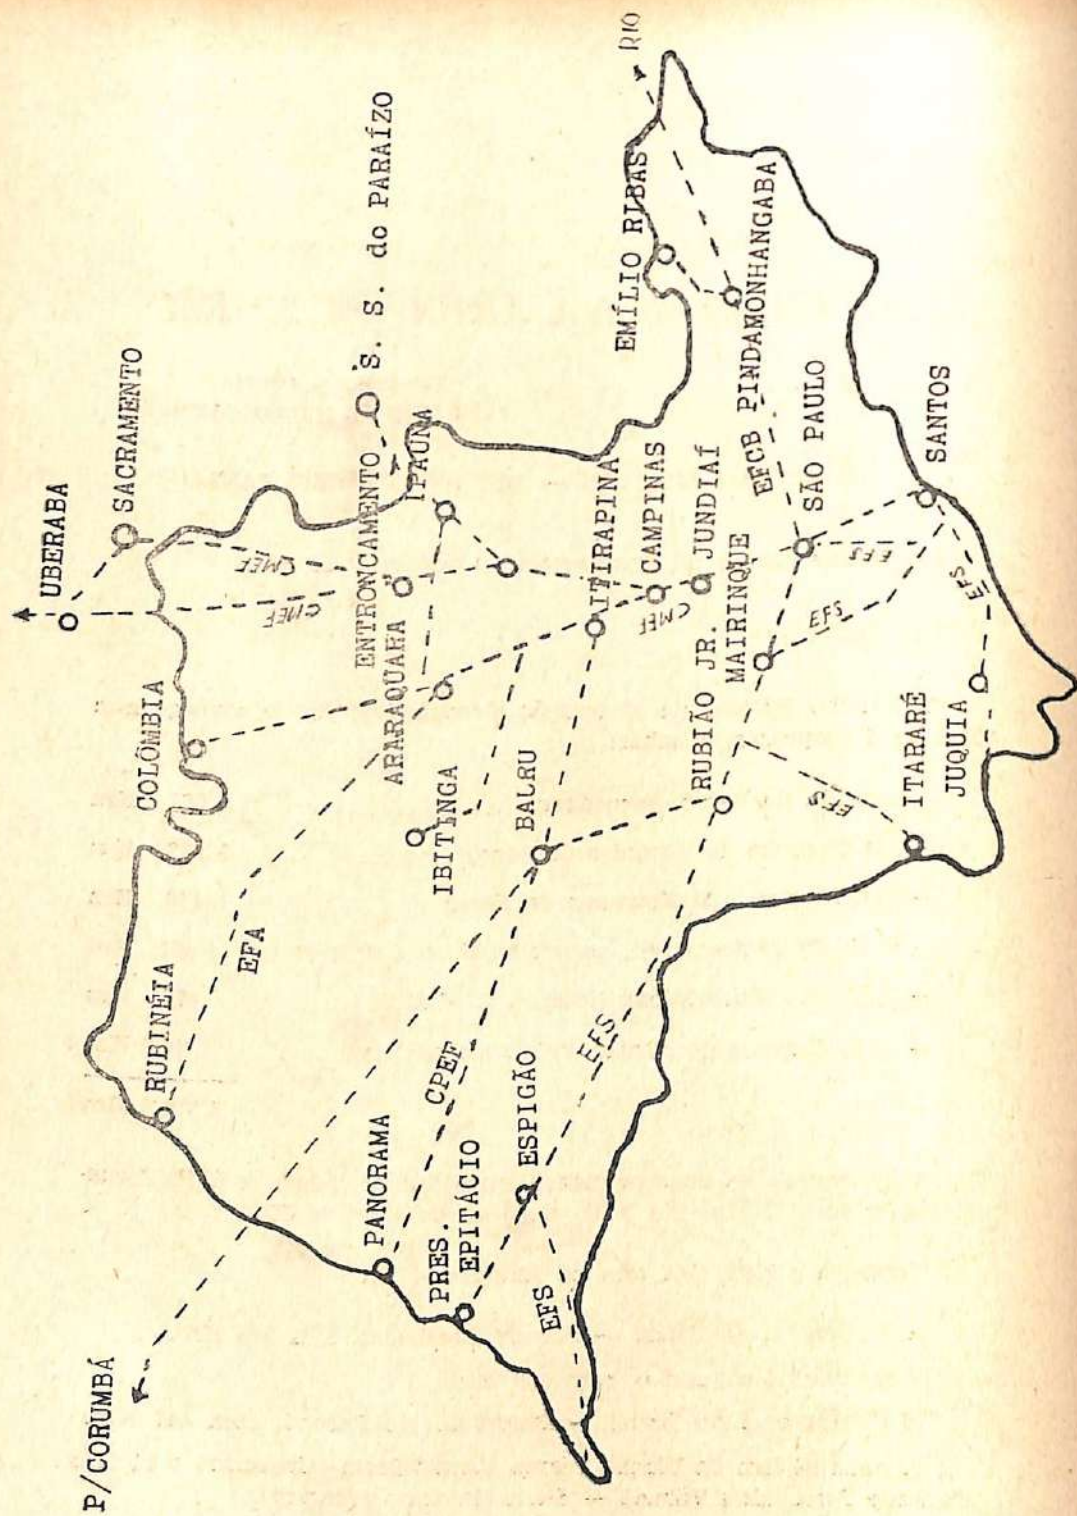 P/CORUMBÁ
UBERABA
SACRAMENTO
COLÔMBIA
RUBINÉIA
CMEF
CMEF
EFA
S. S. do PARAÍZO
ENTRONCAMENTO
IPAUNA
ARARAQUARA
PANORAMA
IBITINGA
PRES.
EPITÁCIO
CPEF
BAURU
ESPIGÃO
EFS
EFS
ITIRAPINA
CAMPINAS
CMEF
JUNDIAÍ
EMÍLIO RIBAS
RIO
RUBIÃO JR.
MAIRINQUE
EFCB PINDAMONHANGABA
SÃO PAULO
EFS
EFS
EFS
SANTOS
ITARARÉ
JUQUIA
EFS